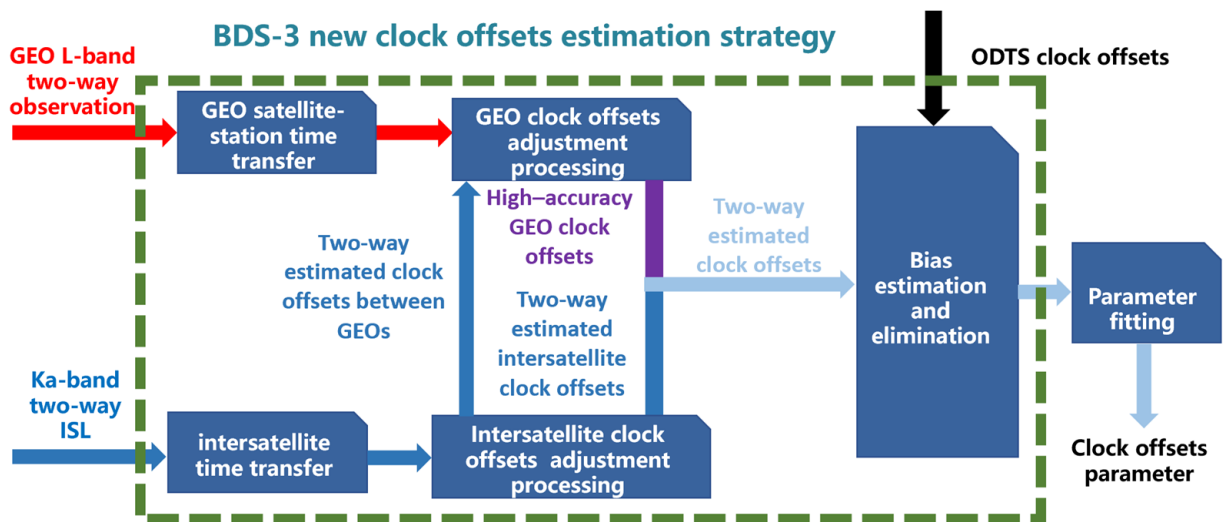 BDS-3 new clock offsets estimation strategy
GEO L-band
two-way
observation
ODTS clock offsets
GEO satellite-
station time
transfer
GEO clock offsets
adjustment
processing
High–accuracy
GEO clock
offsets
Two-way
estimated
clock offsets
Two-way
estimated clock
offsets between
GEOs
Two-way
estimated
intersatellite
clock offsets
Bias
estimation
and
elimination
Parameter
fitting
Ka-band
two-way
ISL
intersatellite
time transfer
Intersatellite clock
offsets  adjustment
processing
Clock offsets
parameter